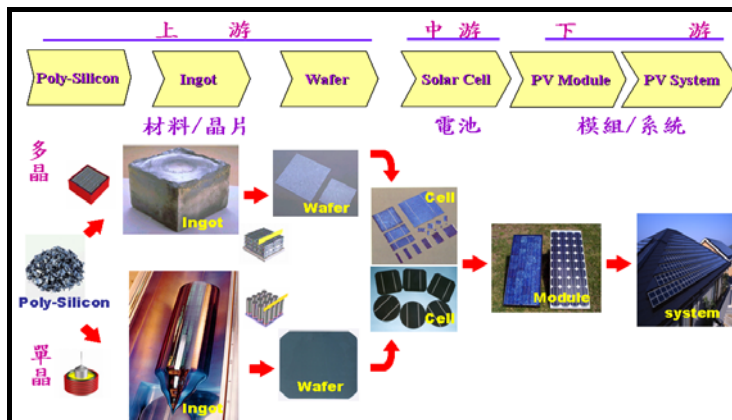 上 游
中 游
下 游
Poly-Silicon
Ingot
Wafer
Solar Cell
PV Module
PV System
材料/晶片
電池
模組/系統
多晶
Ingot
Wafer
Cell
Poly-Silicon
Cell
Module
system
單晶
Ingot
Wafer